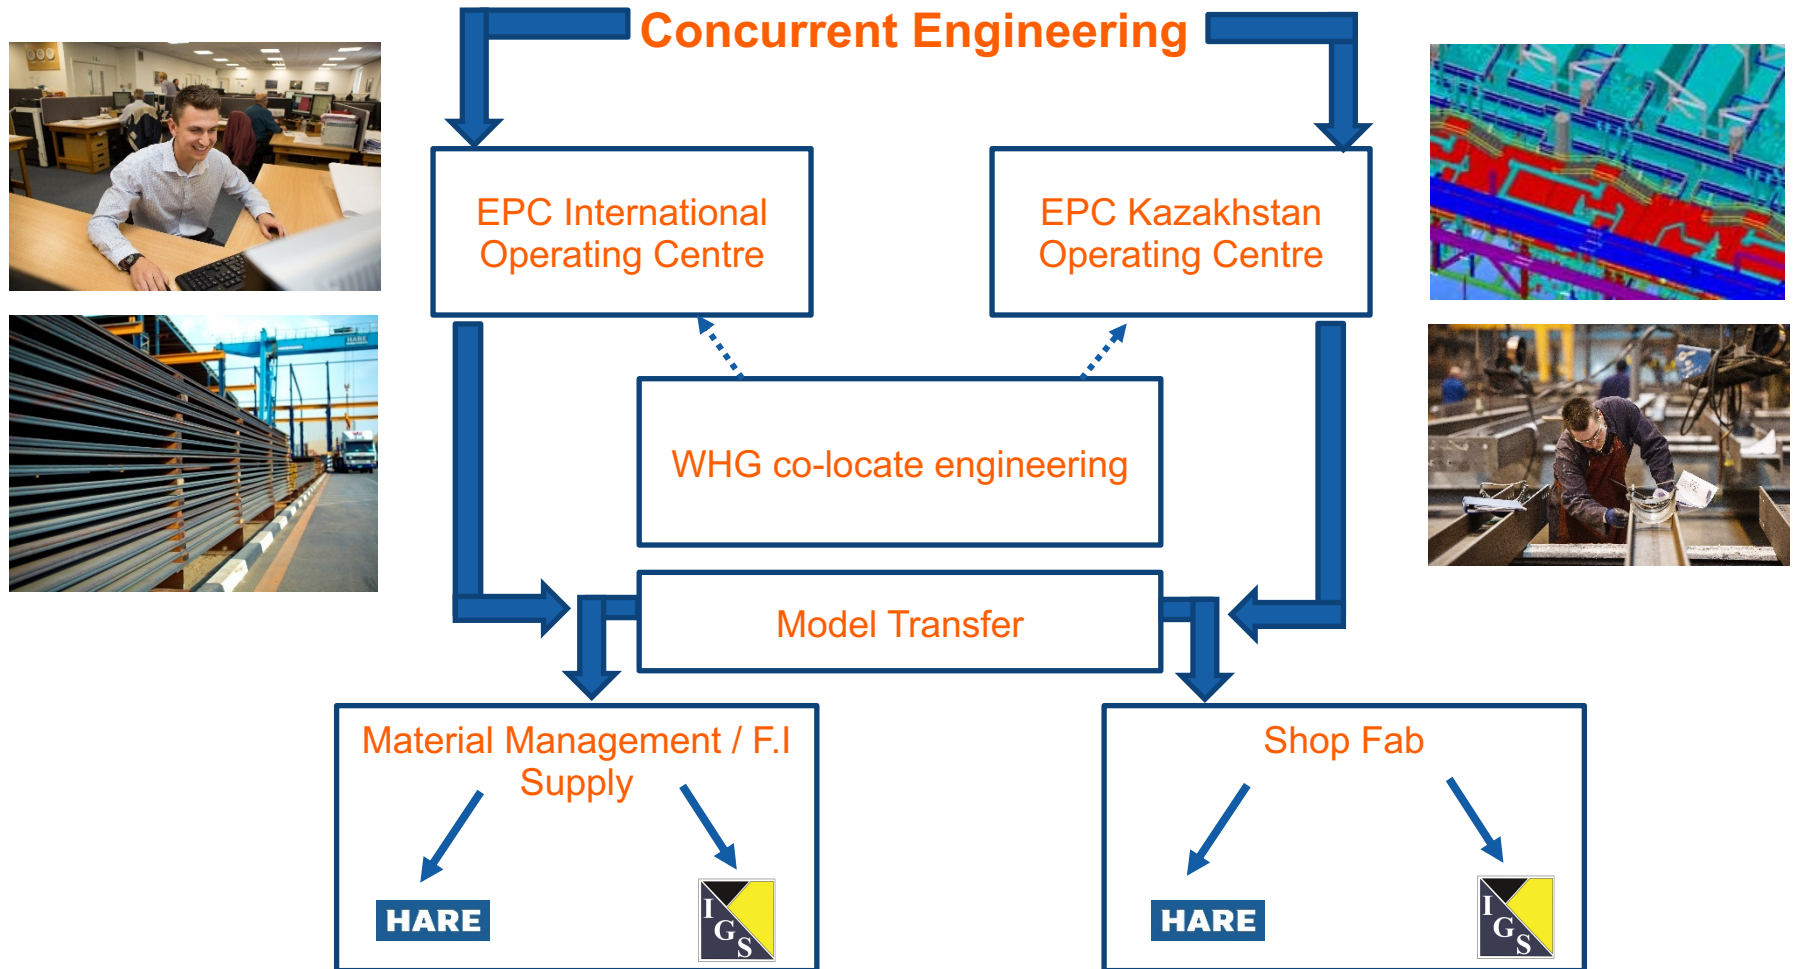 Concurrent Engineering
EPC International
Operating Centre
EPC Kazakhstan
Operating Centre
HARE
WHG co-locate engineering
Model Transfer
Material Management / F.I
Supply
Shop Fab
HARE
IGS
HARE
IGS